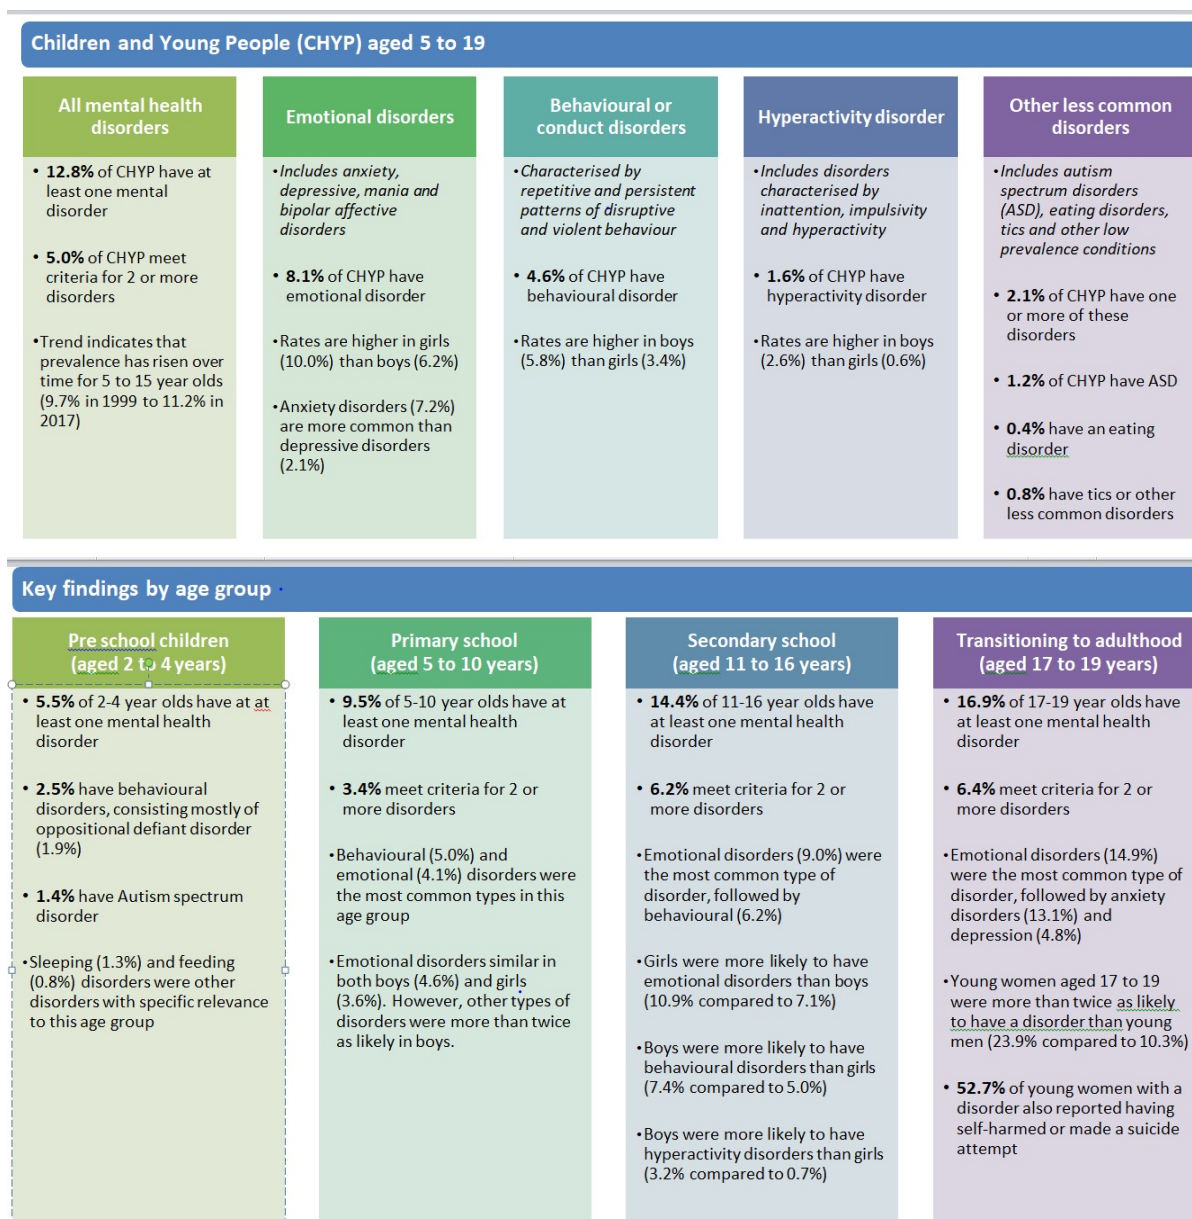 Children and Young People (CHYP) aged 5 to 19
All mental health
disorders
• 12.8% of CHYP have at
least one mental
disorder
• 5.0% of CHYP meet
criteria for 2 or more
disorders
•Trend indicates that
prevalence has risen over
time for 5 to 15 year olds
(9.7% in 1999 to 11.2% in
2017)
Emotional disorders
•Includes anxiety,
depressive, mania and
bipolar affective
disorders
• 8.1% of CHYP have
emotional disorder
•Rates are higher in girls
(10.0%) than boys (6.2%)
•Anxiety disorders (7.2%)
are more common than
depressive disorders
(2.1%)
Behavioural or
conduct disorders
•Characterised by
repetitive and persistent
patterns of disruptive
and violent behaviour
• 4.6% of CHYP have
behavioural disorder
•Rates are higher in boys
(5.8%) than girls (3.4%)
Hyperactivity disorder
•Includes disorders
characterised by
inattention, impulsivity
and hyperactivity
• 1.6% of CHYP have
hyperactivity disorder
•Rates are higher in boys
(2.6%) than girls (0.6%)
Other less common
disorders
•Includes autism
spectrum disorders
(ASD), eating disorders,
tics and other low
prevalence conditions
• 2.1% of CHYP have one
or more of these
disorders
• 1.2% of CHYP have ASD
• 0.4% have an eating
disorder
• 0.8% have tics or other
less common disorders
Key findings by age group
Pre school children
(aged 2 to 4 years)
• 5.5% of 2-4 year olds have at at
least one mental health
disorder
• 2.5% have behavioural
disorders, consisting mostly of
oppositional defiant disorder
(1.9%)
• 1.4% have Autism spectrum
disorder
•Sleeping (1.3%) and feeding
(0.8%) disorders were other
disorders with specific relevance
to this age group
Primary school
(aged 5 to 10 years)
• 9.5% of 5-10 year olds have at
least one mental health
disorder
• 3.4% meet criteria for 2 or
more disorders
•Behavioural (5.0%) and
emotional (4.1%) disorders were
the most common types in this
age group
•Emotional disorders similar in
both boys (4.6%) and girls
(3.6%). However, other types of
disorders were more than twice
as likely in boys.
Secondary school
(aged 11 to 16 years)
• 14.4% of 11-16 year olds have
at least one mental health
disorder
• 6.2% meet criteria for 2 or
more disorders
•Emotional disorders (9.0%) were
the most common type of
disorder, followed by
behavioural (6.2%)
•Girls were more likely to have
emotional disorders than boys
(10.9% compared to 7.1%)
•Boys were more likely to have
behavioural disorders than girls
(7.4% compared to 5.0%)
•Boys were more likely to have
hyperactivity disorders than girls
(3.2% compared to 0.7%)
Transitioning to adulthood
(aged 17 to 19 years)
• 16.9% of 17-19 year olds have
at least one mental health
disorder
• 6.4% meet criteria for 2 or
more disorders
•Emotional disorders (14.9%)
were the most common type of
disorder, followed by anxiety
disorders (13.1%) and
depression (4.8%)
•Young women aged 17 to 19
were more than twice as likely
to have a disorder than young
men (23.9% compared to 10.3%)
• 52.7% of young women with a
disorder also reported having
self-harmed or made a suicide
attempt